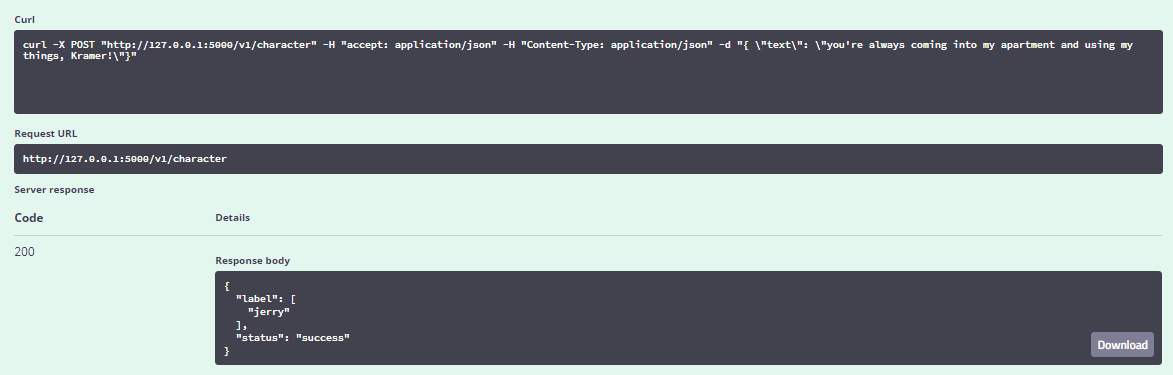 Curl
curl -X POST "http://127.0.0.1:5000/v1/character" -H "accept: application/json" -H "Content-Type: application/json" -d "{ \"text\": \"you're always coming into my apartment and using my
things, Kramer!\"}"
Request URL
http://127.0.0.1:5000/v1/character
Server response
Code Details
200
Response body
{
  "label": [
    "jerry"
  ],
  "status": "success"
}
Download